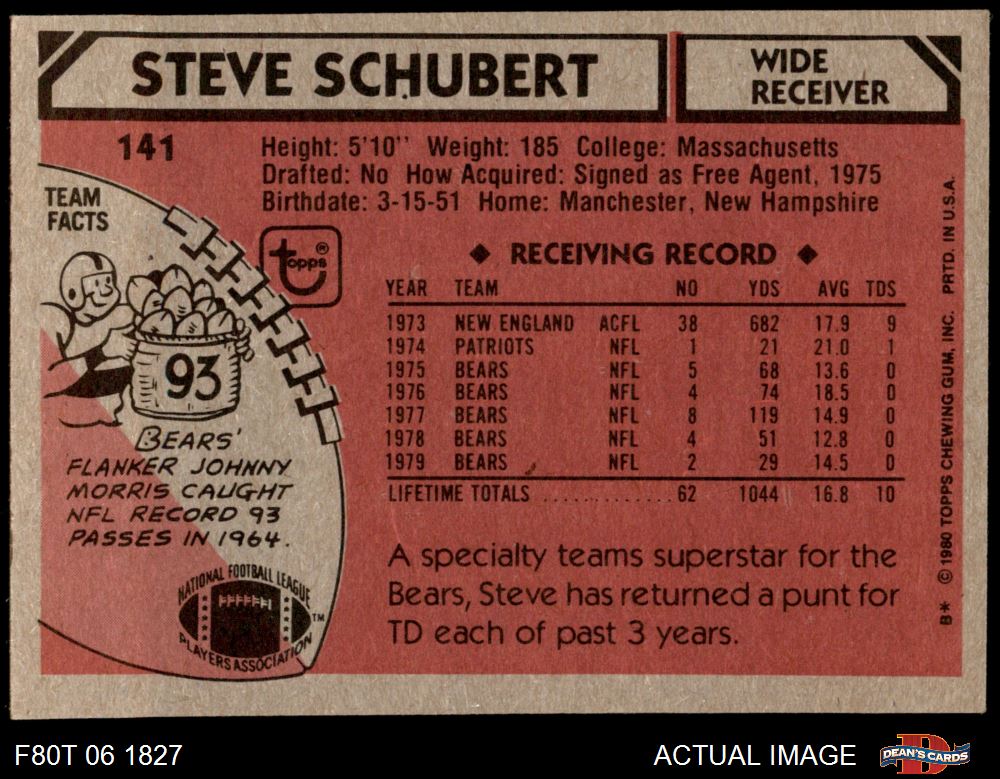 STEVE SCHUBERT
WIDE
RECEIVER
141
Height: 5'10" Weight: 185 College: Massachusetts
Drafted: No How Acquired: Signed as Free Agent, 1975
Birthdate: 3-15-51 Home: Manchester, New Hampshire
TEAM
FACTS
topps®
93
BEARS'
FLANKER JOHNNY
MORRIS CAUGHT
NFL RECORD 93
PASSES IN 1964.
NATIONAL FOOTBALL LEAGUE
PLAYERS ASSOCIATION
™
◆ RECEIVING RECORD ◆
YEAR TEAM NO YDS AVG TDS
1973 NEW ENGLAND ACFL 38 682 17.9 9
1974 PATRIOTS NFL 1 21 21.0 1
1975 BEARS NFL 5 68 13.6 0
1976 BEARS NFL 4 74 18.5 0
1977 BEARS NFL 8 119 14.9 0
1978 BEARS NFL 4 51 12.8 0
1979 BEARS NFL 2 29 14.5 0
LIFETIME TOTALS ............ 62 1044 16.8 10
A specialty teams superstar for the
Bears, Steve has returned a punt for
TD each of past 3 years.
B* © 1980 TOPPS CHEWING GUM, INC. PRTD. IN U.S.A.
F80T 06 1827
ACTUAL IMAGE
D
DEAN'S CARDS